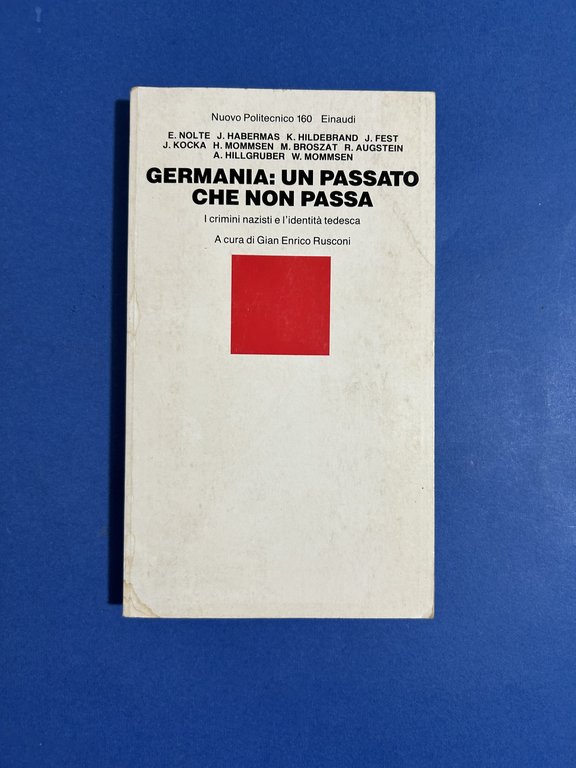 Nuovo Politecnico 160 Einaudi
E. NOLTE J. HABERMAS K. HILDEBRAND J. FEST
J. KOCKA H. MOMMSEN M. BROSZAT R. AUGSTEIN
A. HILLGRUBER W. MOMMSEN
GERMANIA: UN PASSATO
CHE NON PASSA
I crimini nazisti e l'identità tedesca
A cura di Gian Enrico Rusconi